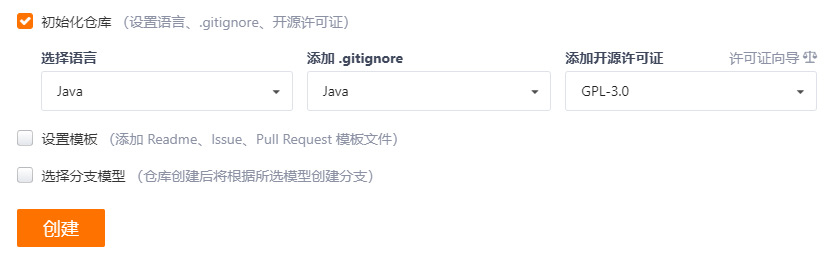 初始化仓库 （设置语言、.gitignore、开源许可证）
选择语言 添加 .gitignore 添加开源许可证 许可证向导
Java Java GPL-3.0
设置模板 （添加 Readme、Issue、Pull Request 模板文件）
选择分支模型 （仓库创建后将根据所选模型创建分支）
创建